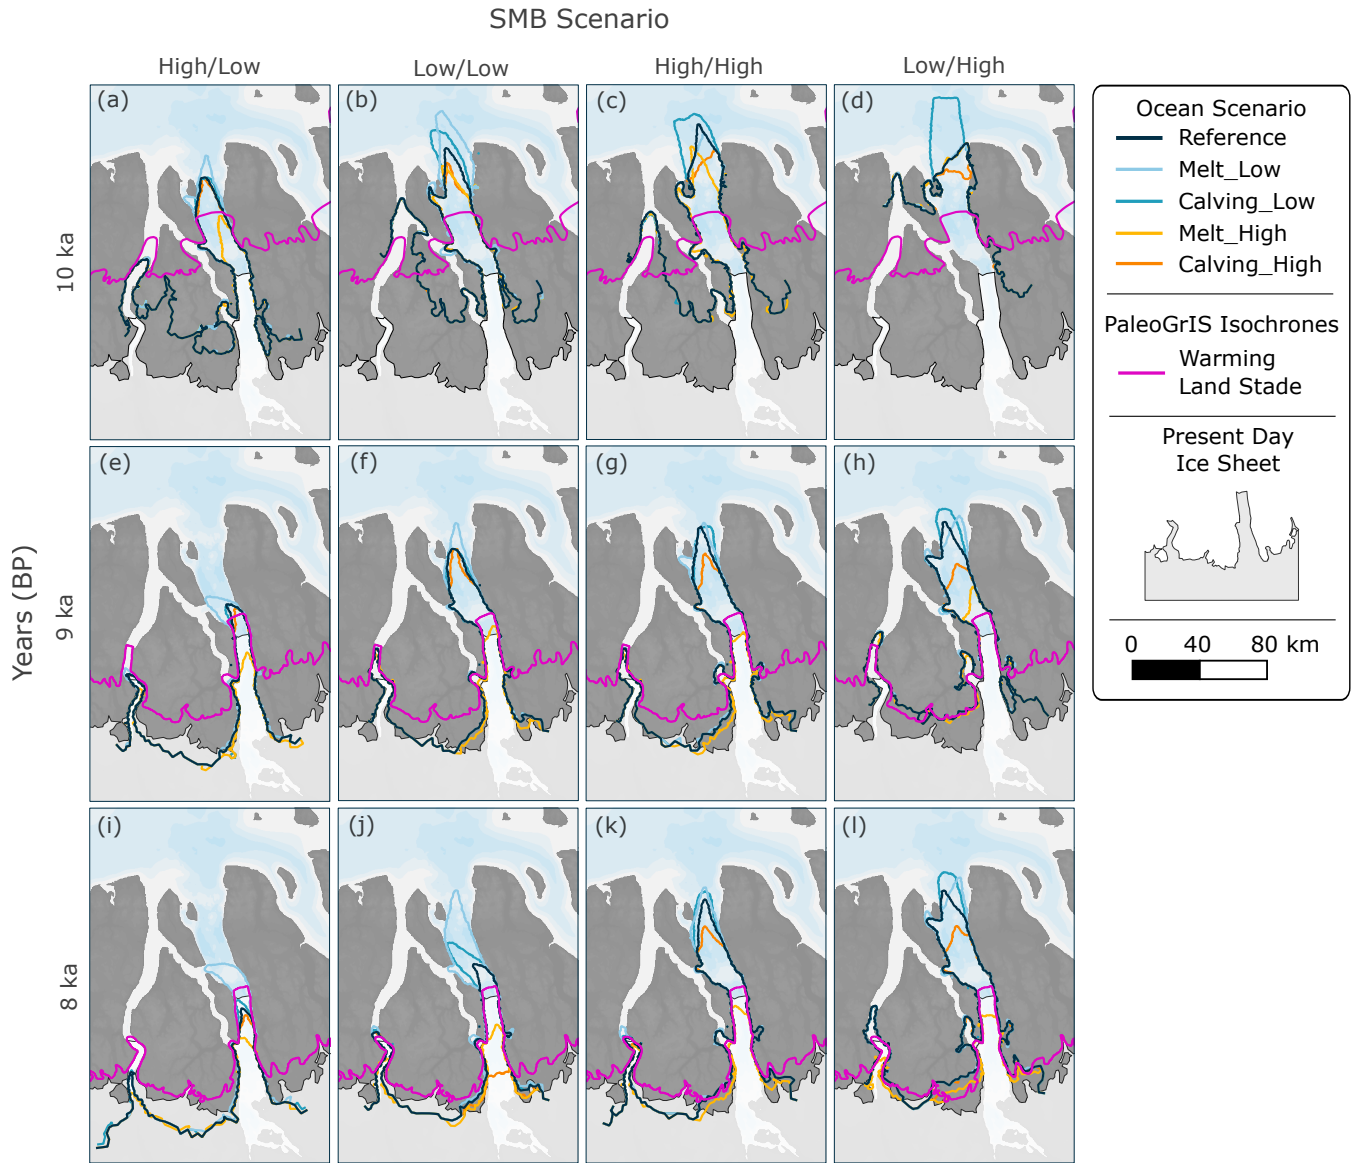 SMB Scenario
High/Low
Low/Low
High/High
Low/High
(a)
(b)
(c)
(d)
10 ka
(e)
(f)
(g)
(h)
Years (BP)
9 ka
(i)
(j)
(k)
(l)
8 ka
Ocean Scenario
Reference
Melt_Low
Calving_Low
Melt_High
Calving_High
PaleoGrIS Isochrones
Warming
Land Stade
Present Day
Ice Sheet
0 40 80 km